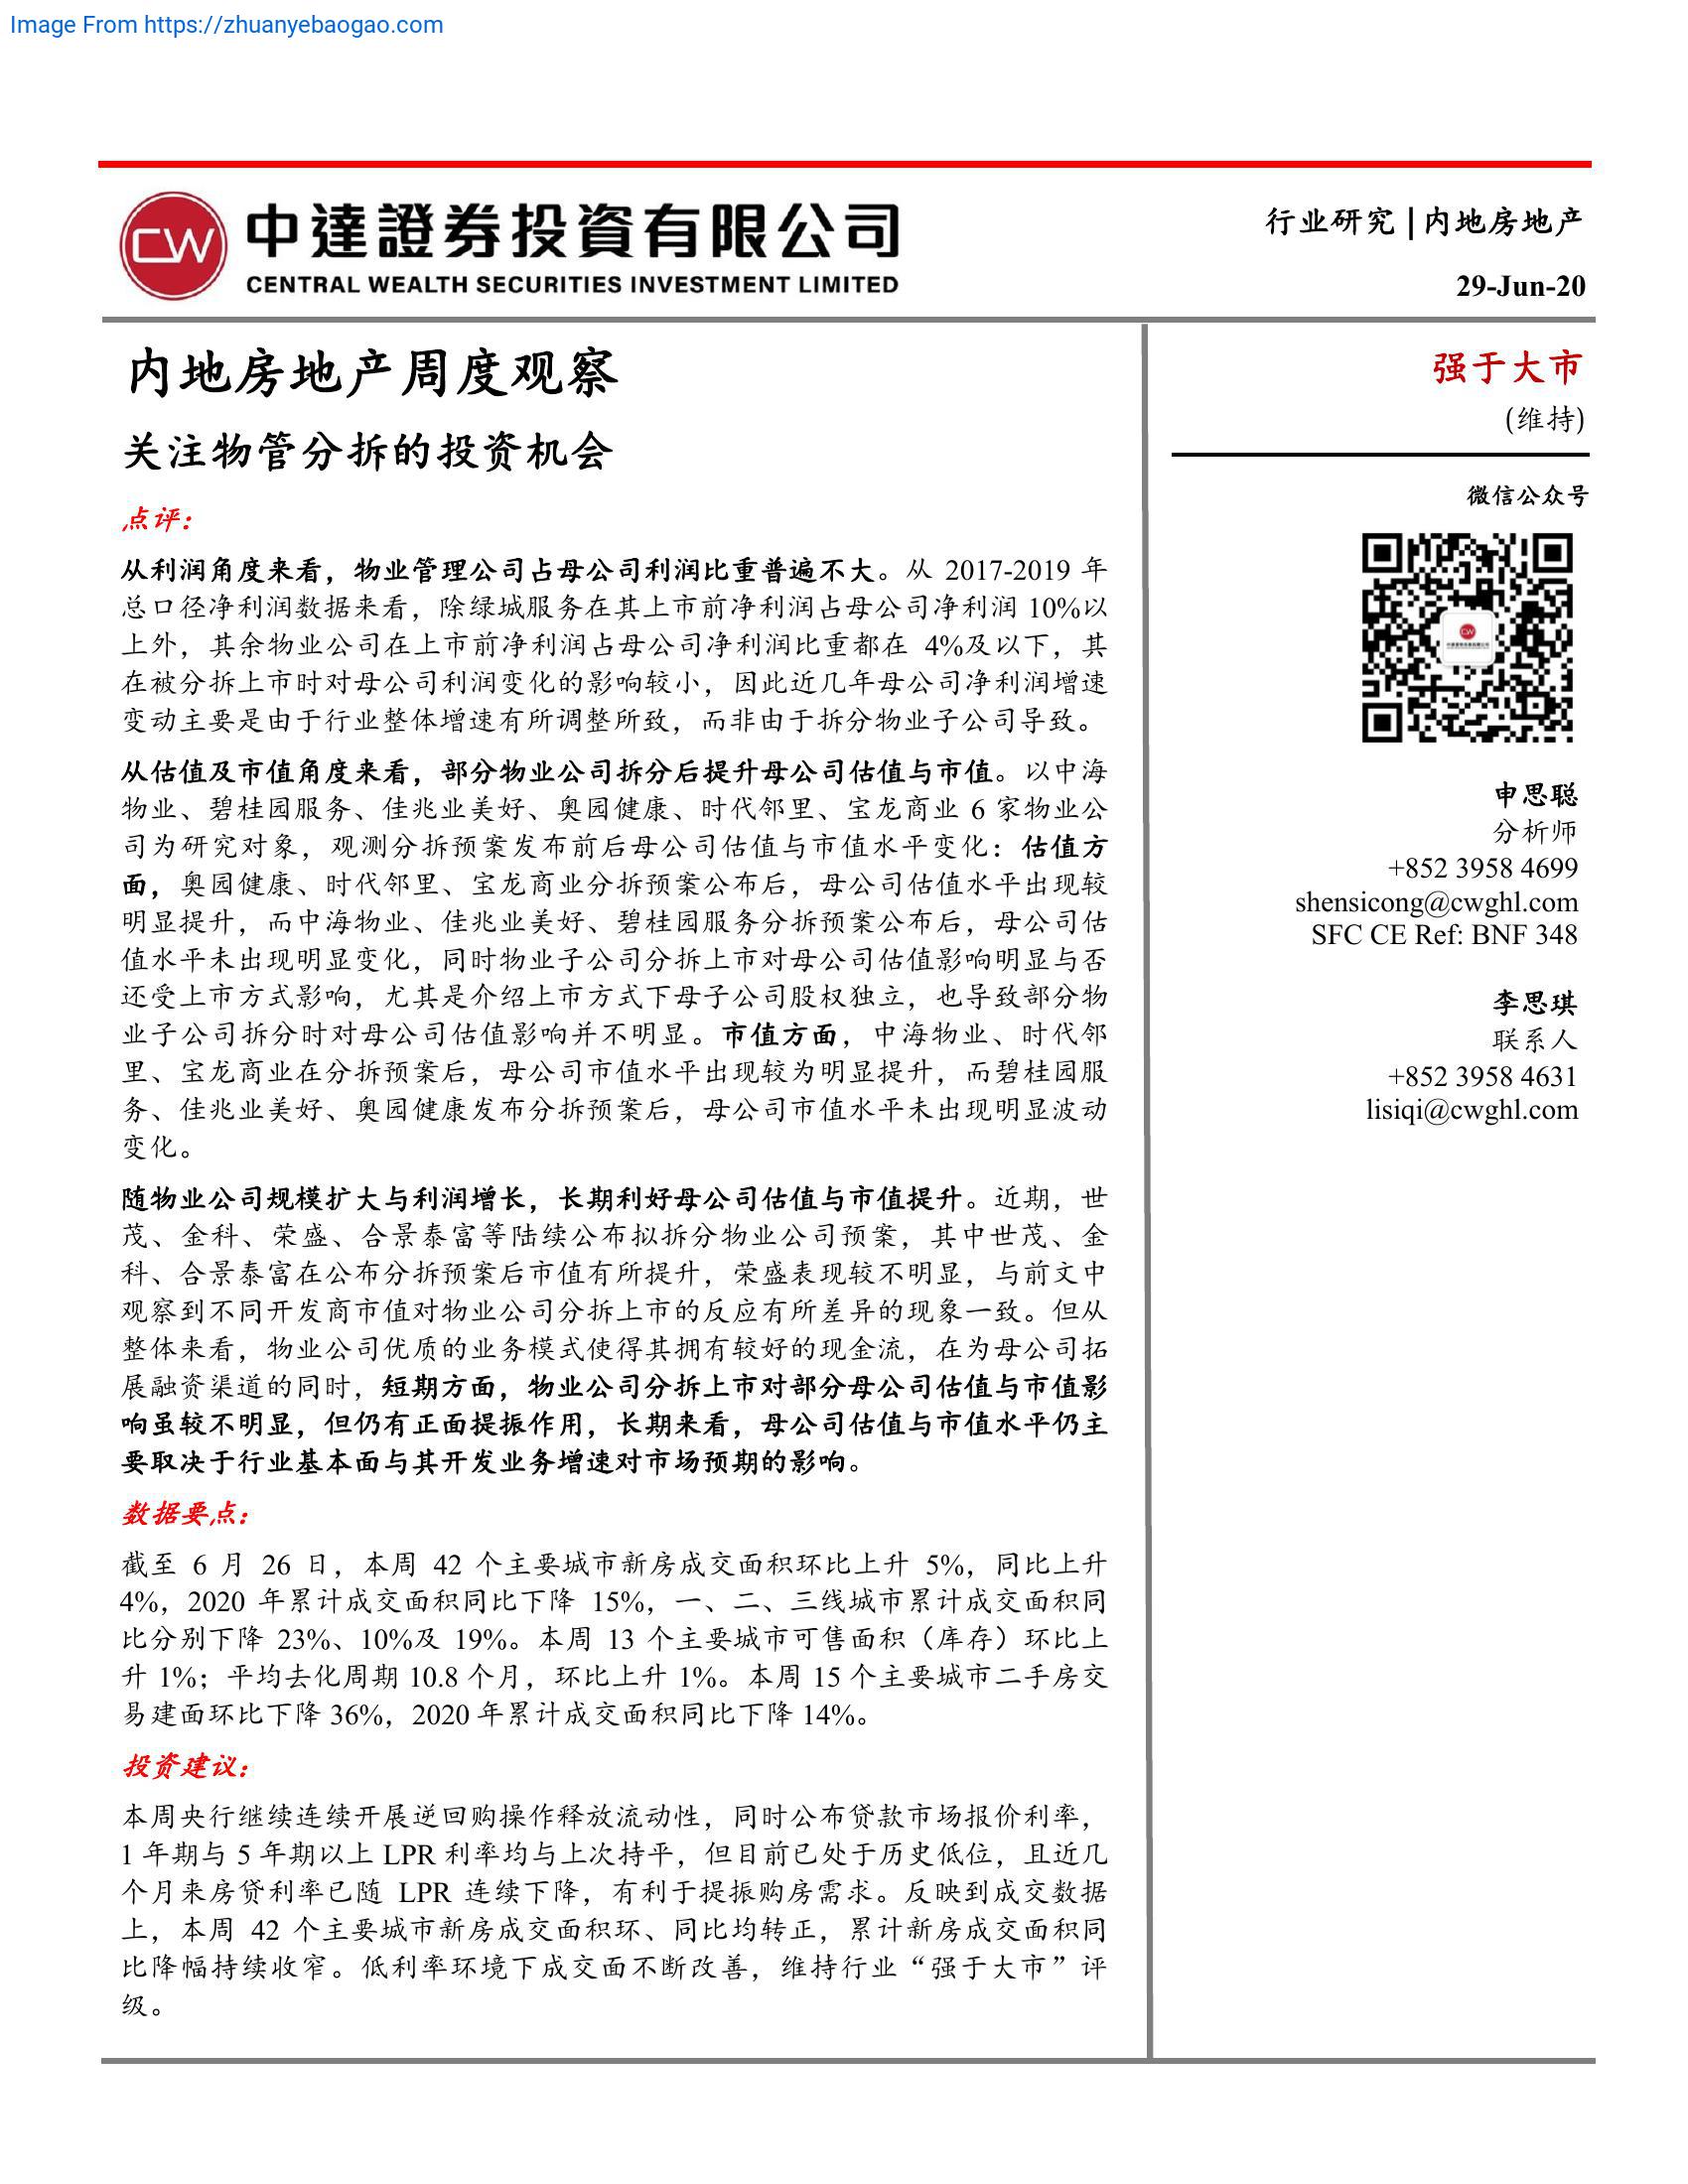 Image From https://zhuanyebaogao.com
CW
中達證券投資有限公司
CENTRAL WEALTH SECURITIES INVESTMENT LIMITED
行业研究 | 内地房地产
29-Jun-20
内地房地产周度观察
关注物管分拆的投资机会
点评：
从利润角度来看，物业管理公司占母公司利润比重普遍不大。从 2017-2019 年
总口径净利润数据来看，除绿城服务在其上市前净利润占母公司净利润 10%以
上外，其余物业公司在上市前净利润占母公司净利润比重都在 4%及以下，其
在被分拆上市时对母公司利润变化的影响较小，因此近几年母公司净利润增速
变动主要是由于行业整体增速有所调整所致，而非由于拆分物业子公司导致。
从估值及市值角度来看，部分物业公司拆分后提升母公司估值与市值。以中海
物业、碧桂园服务、佳兆业美好、奥园健康、时代邻里、宝龙商业 6 家物业公
司为研究对象，观测分拆预案发布前后母公司估值与市值水平变化：估值方
面，奥园健康、时代邻里、宝龙商业分拆预案公布后，母公司估值水平出现较
明显提升，而中海物业、佳兆业美好、碧桂园服务分拆预案公布后，母公司估
值水平未出现明显变化，同时物业子公司分拆上市对母公司估值影响明显与否
还受上市方式影响，尤其是介绍上市方式下母子公司股权独立，也导致部分物
业子公司拆分时对母公司估值影响并不明显。市值方面，中海物业、时代邻
里、宝龙商业在分拆预案后，母公司市值水平出现较为明显提升，而碧桂园服
务、佳兆业美好、奥园健康发布分拆预案后，母公司市值水平未出现明显波动
变化。
随物业公司规模扩大与利润增长，长期利好母公司估值与市值提升。近期，世
茂、金科、荣盛、合景泰富等陆续公布拟拆分物业公司预案，其中世茂、金
科、合景泰富在公布分拆预案后市值有所提升，荣盛表现较不明显，与前文中
观察到不同开发商市值对物业公司分拆上市的反应有所差异的现象一致。但从
整体来看，物业公司优质的业务模式使得其拥有较好的现金流，在为母公司拓
展融资渠道的同时，短期方面，物业公司分拆上市对部分母公司估值与市值影
响虽较不明显，但仍有正面提振作用，长期来看，母公司估值与市值水平仍主
要取决于行业基本面与其开发业务增速对市场预期的影响。
数据要点：
截至 6 月 26 日，本周 42 个主要城市新房成交面积环比上升 5%，同比上升
4%，2020 年累计成交面积同比下降 15%，一、二、三线城市累计成交面积同
比分别下降 23%、10%及 19%。本周 13 个主要城市可售面积（库存）环比上
升 1%；平均去化周期 10.8 个月，环比上升 1%。本周 15 个主要城市二手房交
易建面环比下降 36%，2020 年累计成交面积同比下降 14%。
投资建议：
本周央行继续连续开展逆回购操作释放流动性，同时公布贷款市场报价利率，
1 年期与 5 年期以上 LPR 利率均与上次持平，但目前已处于历史低位，且近几
个月来房贷利率已随 LPR 连续下降，有利于提振购房需求。反映到成交数据
上，本周 42 个主要城市新房成交面积环、同比均转正，累计新房成交面积同
比降幅持续收窄。低利率环境下成交面不断改善，维持行业“强于大市”评
级。
强于大市
(维持)
微信公众号
申思聪
分析师
+852 3958 4699
shensicong@cwghl.com
SFC CE Ref: BNF 348
李思琪
联系人
+852 3958 4631
lisiqi@cwghl.com